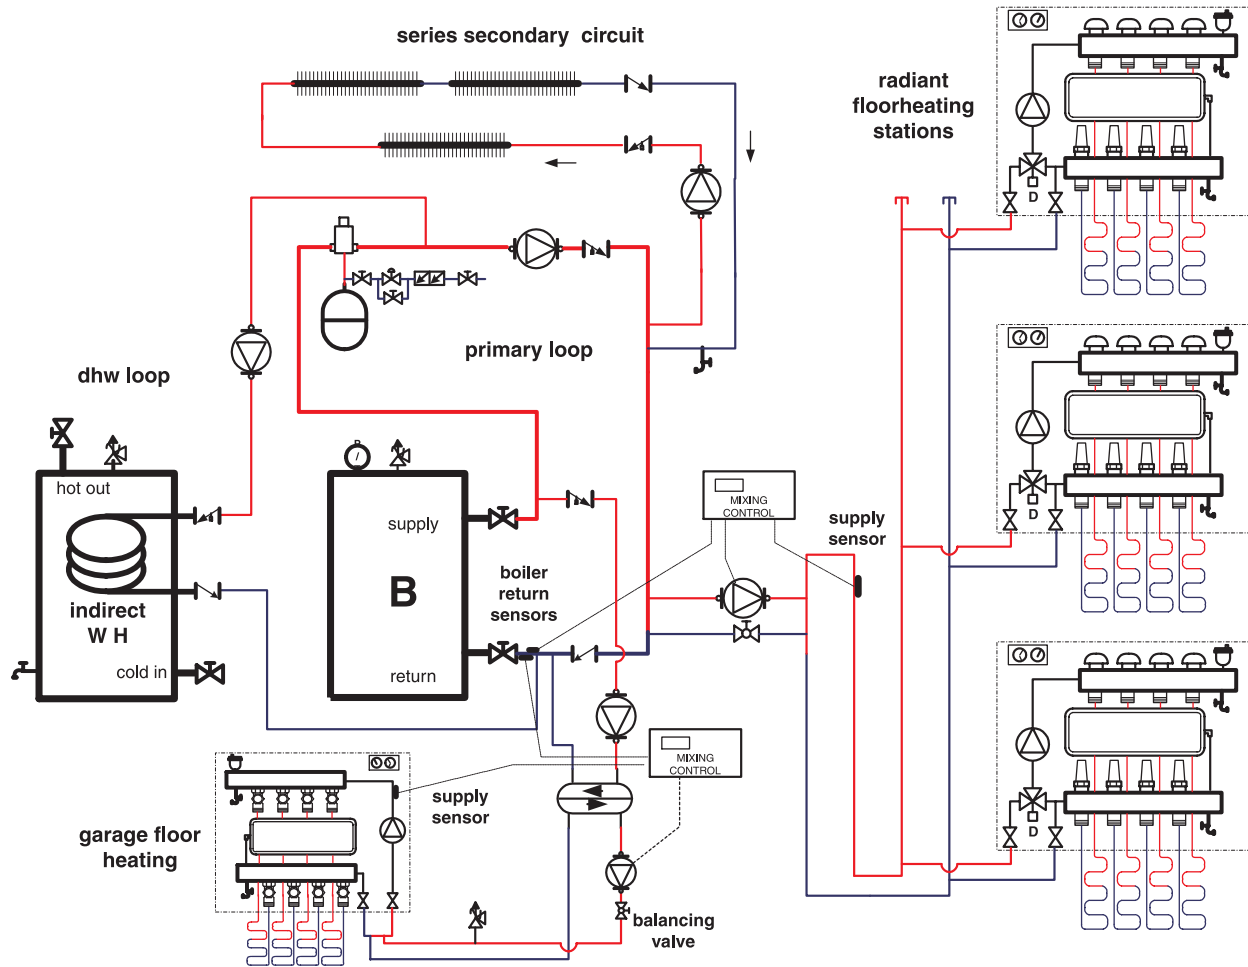 series secondary circuit
radiant
floorheating
stations
D
primary loop
dhw loop
hot out
indirect
W H
cold in
supply
B
return
boiler
return
sensors
MIXING
CONTROL
supply
sensor
D
MIXING
CONTROL
supply
sensor
garage floor
heating
balancing
valve
D